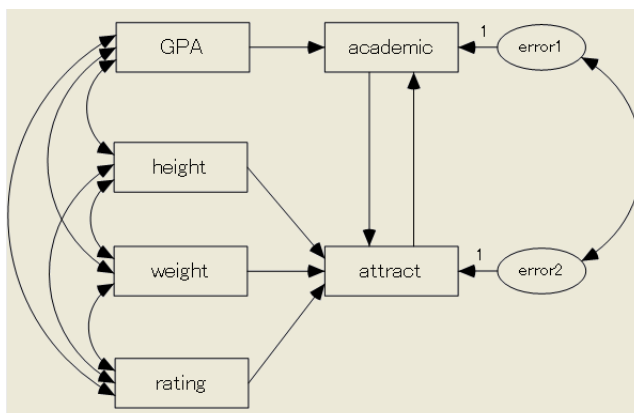 GPA
academic
1
error1
height
weight
attract
1
error2
rating